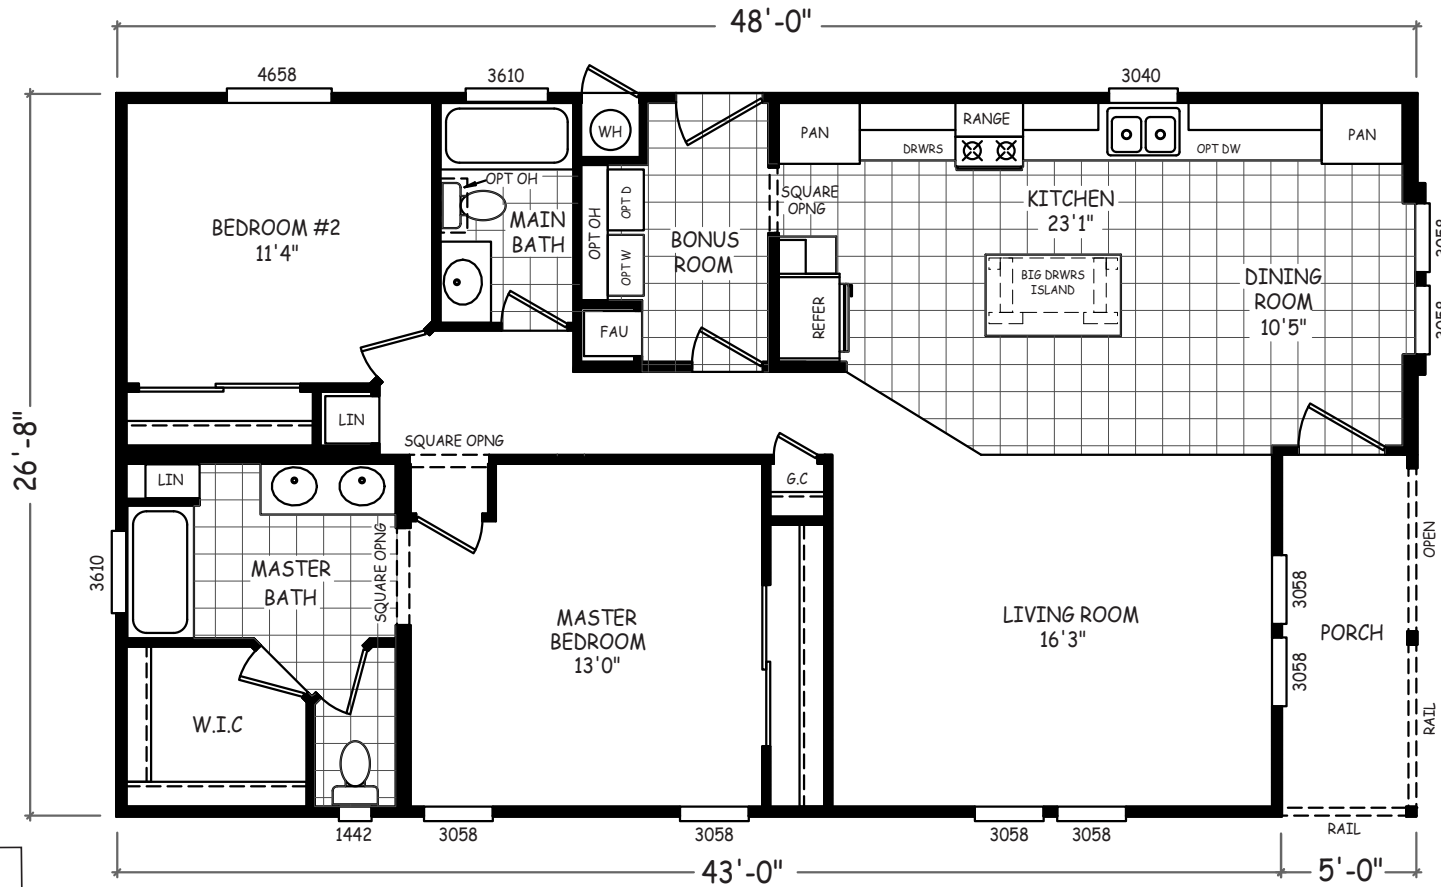 48'-0"
4658
3610
3040
WH
PAN
RANGE
DRWRS
OPT DW
PAN
OPT OH
SQUARE
OPNG
KITCHEN
23'1"
BEDROOM #2
11'4"
MAIN
BATH
OPT OH
OPT D
OPT W
BONUS
ROOM
3058
3058
BIG DRWRS
ISLAND
DINING
ROOM
10'5"
REFER
FAU
26'-8"
LIN
SQUARE OPNG
LIN
G.C
3610
MASTER
BATH
SQUARE OPNG
MASTER
BEDROOM
13'0"
LIVING ROOM
16'3"
3058
3058
PORCH
OPEN
RAIL
W.I.C
1442
3058
3058
3058
3058
RAIL
43'-0"
5'-0"